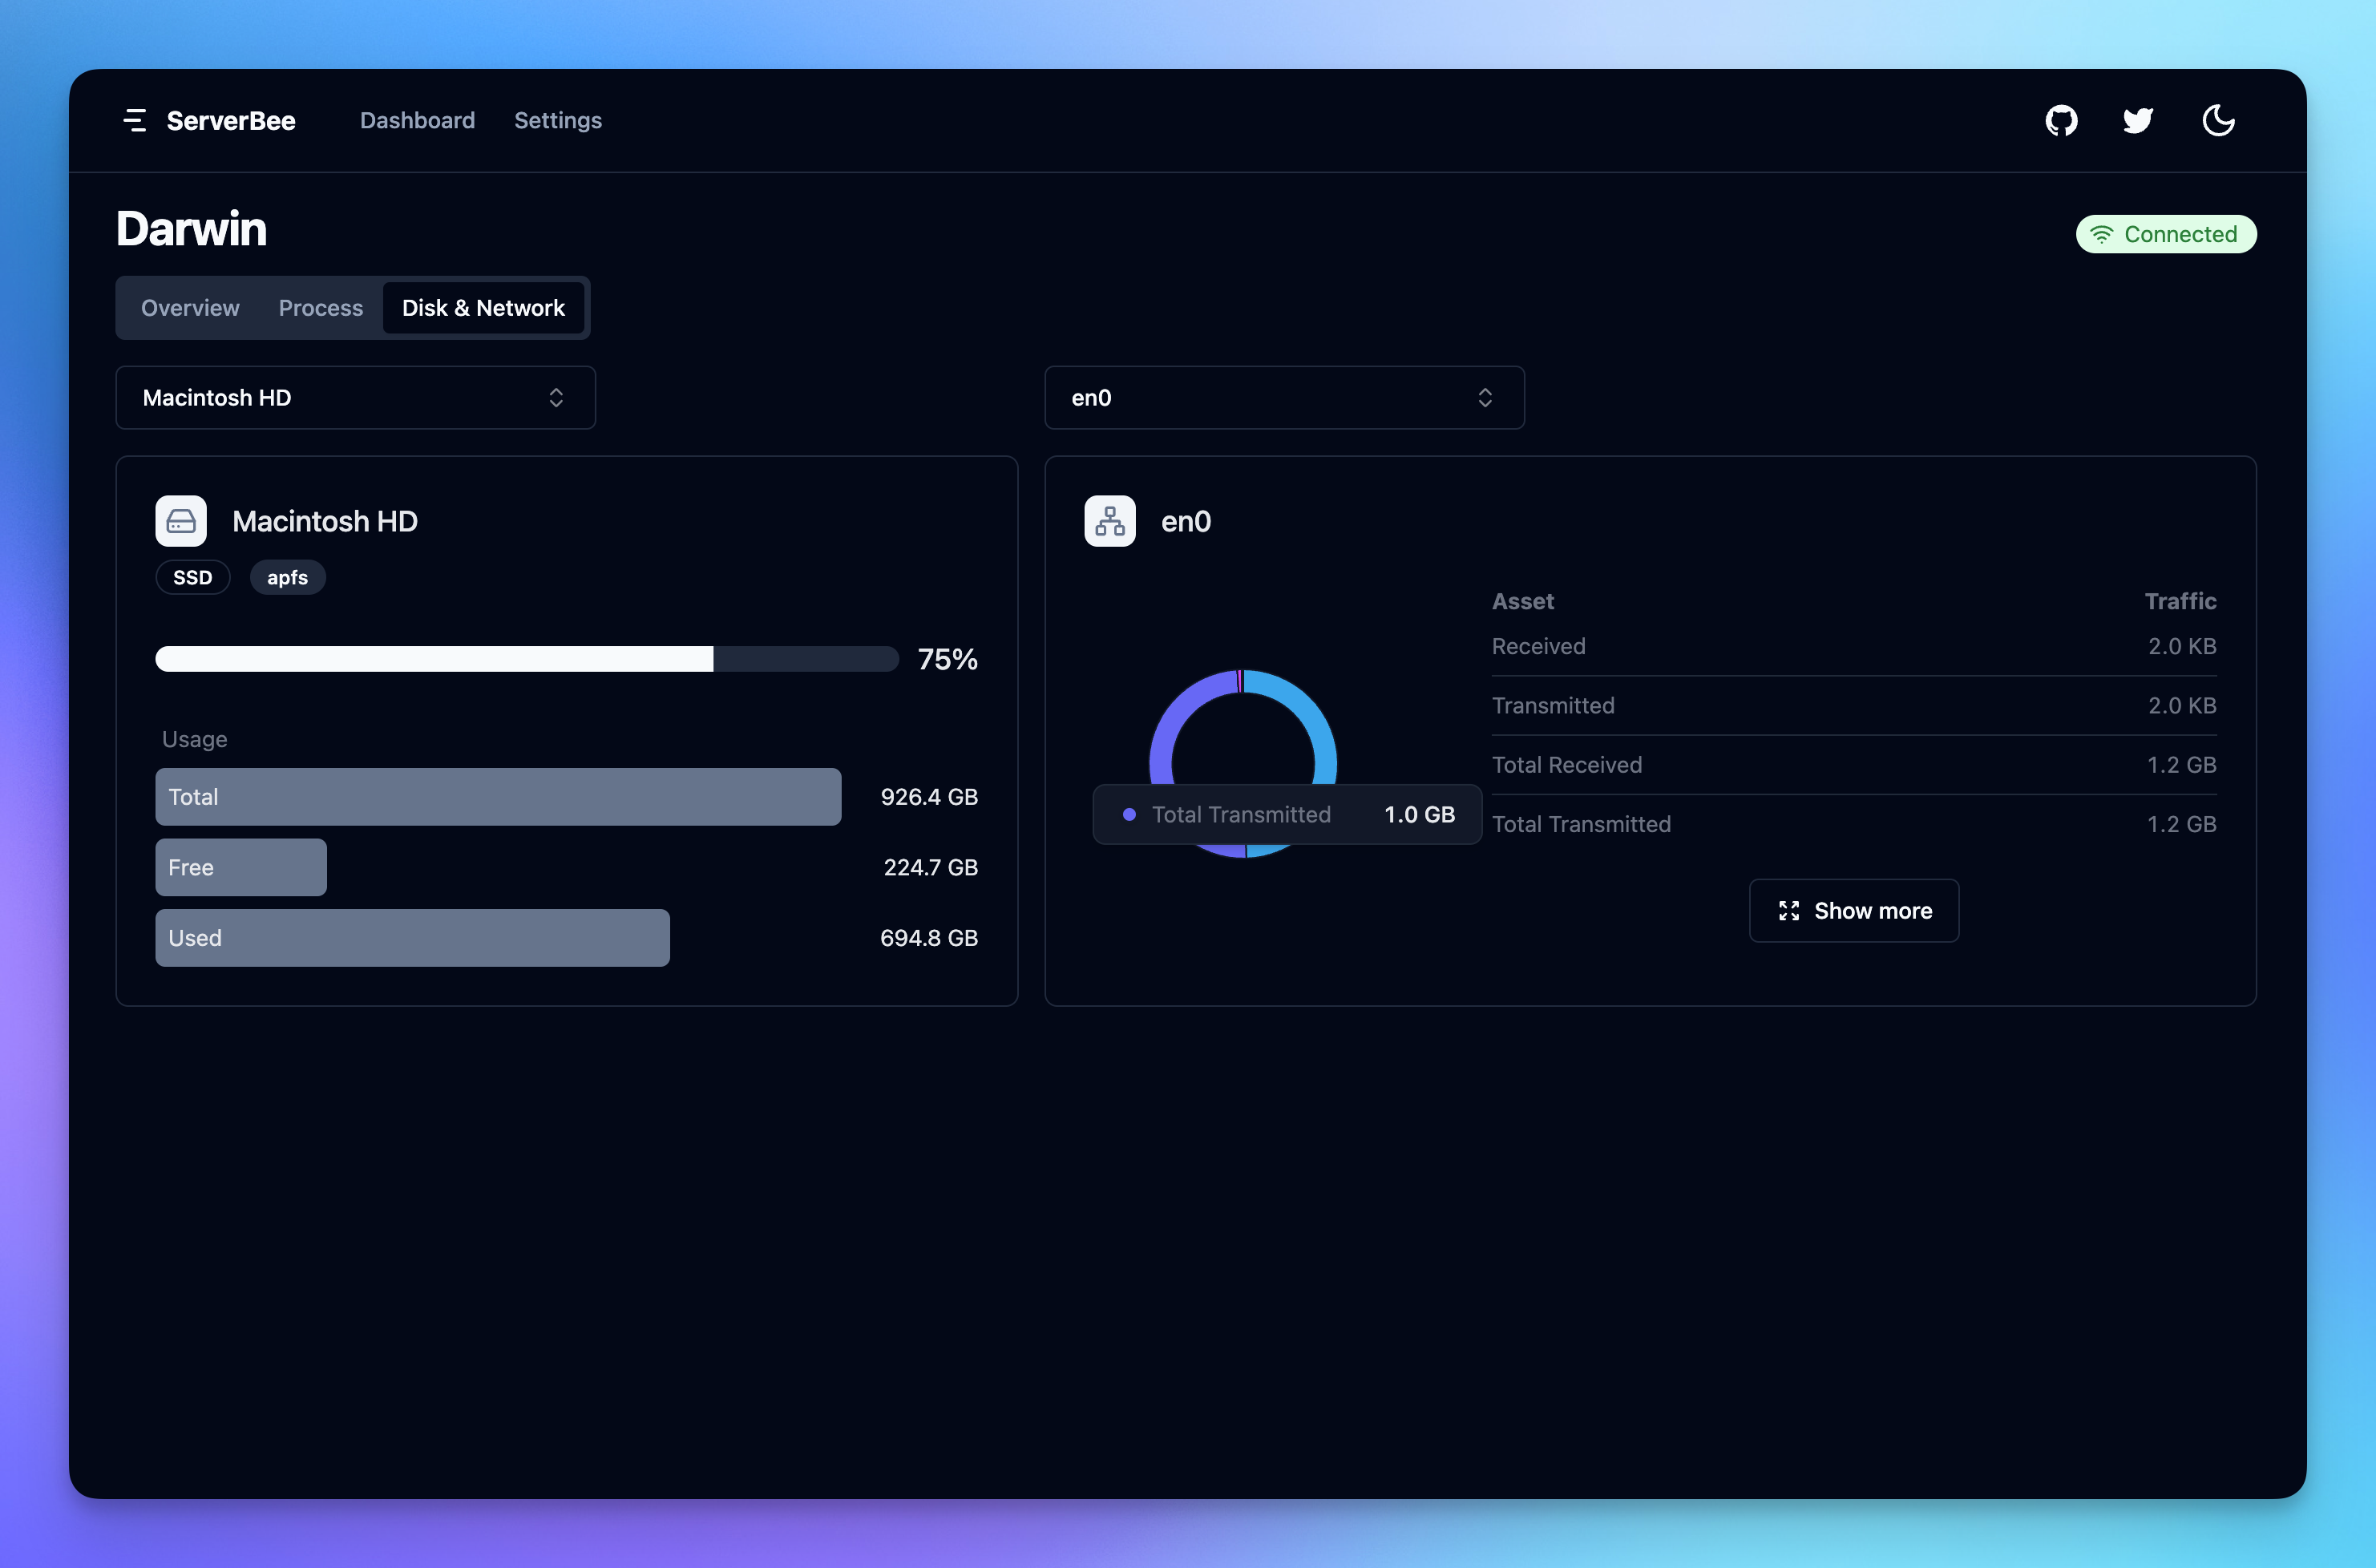 ServerBee Dashboard Settings
Darwin
Connected
Overview Process Disk & Network
Macintosh HD
en0
Macintosh HD
SSD apfs
75%
Usage
Total 926.4 GB
Free 224.7 GB
Used 694.8 GB
en0
Total Transmitted 1.0 GB
Asset Traffic
Received 2.0 KB
Transmitted 2.0 KB
Total Received 1.2 GB
Total Transmitted 1.2 GB
Show more